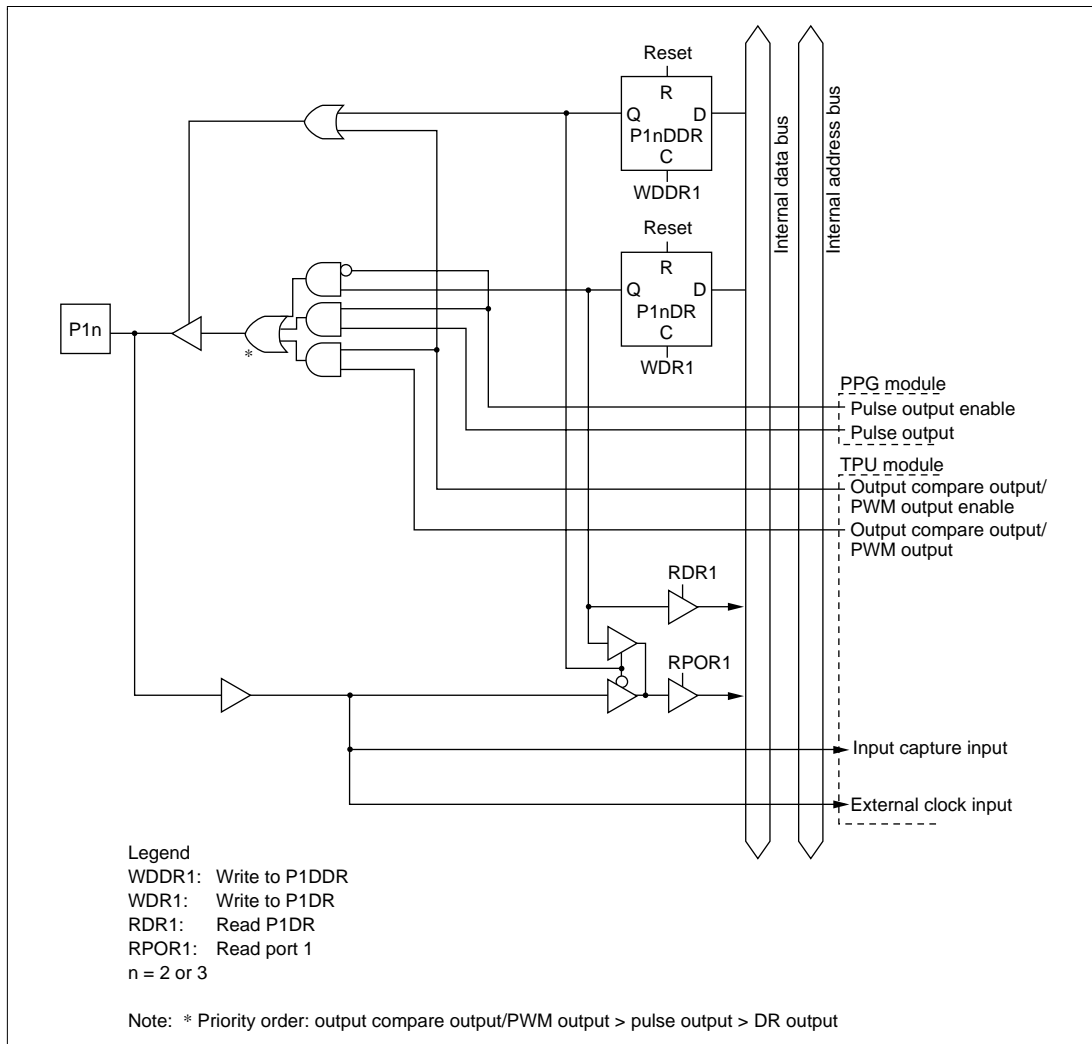 Reset
R
Q D
P1nDDR
C
WDDR1
Reset
R
Q D
P1nDR
C
WDR1
Internal data bus
Internal address bus
P1n
*
PPG module
Pulse output enable
Pulse output
TPU module
Output compare output/
PWM output enable
Output compare output/
PWM output
RDR1
RPOR1
Input capture input
External clock input
Legend
WDDR1: Write to P1DDR
WDR1: Write to P1DR
RDR1: Read P1DR
RPOR1: Read port 1
n = 2 or 3
Note: * Priority order: output compare output/PWM output > pulse output > DR output